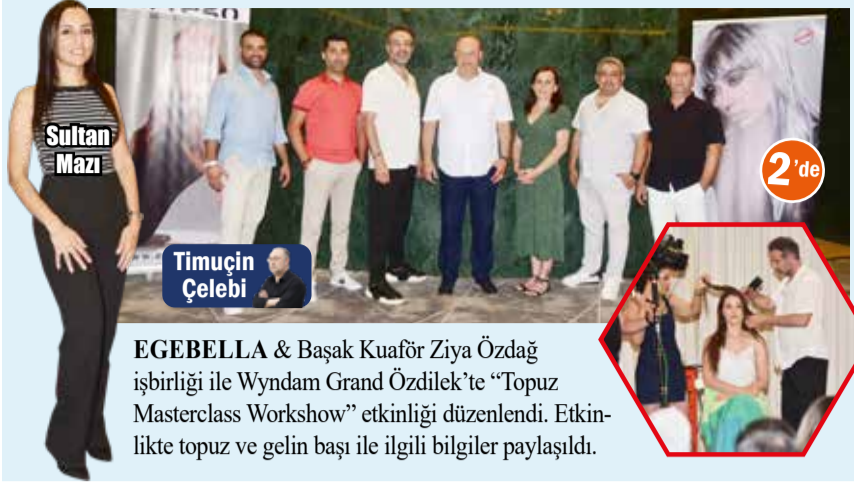 Sultan
Mazı
2'de
Timuçin
Çelebi
EGEBELLA & Başak Kuaför Ziya Özdağ
işbirliği ile Wyndam Grand Özdilek’te “Topuz
Masterclass Workshow” etkinliği düzenlendi. Etkin-
likte topuz ve gelin başı ile ilgili bilgiler paylaşıldı.